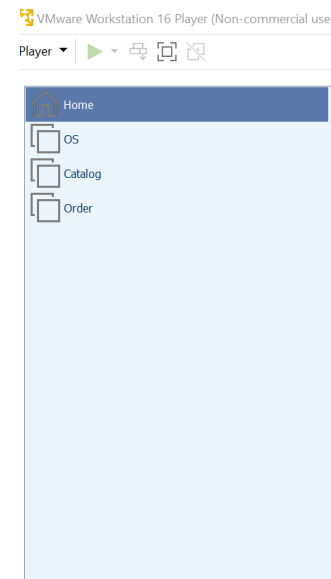 VMware Workstation 16 Player (Non-commercial use
Player
Home
OS
Catalog
Order